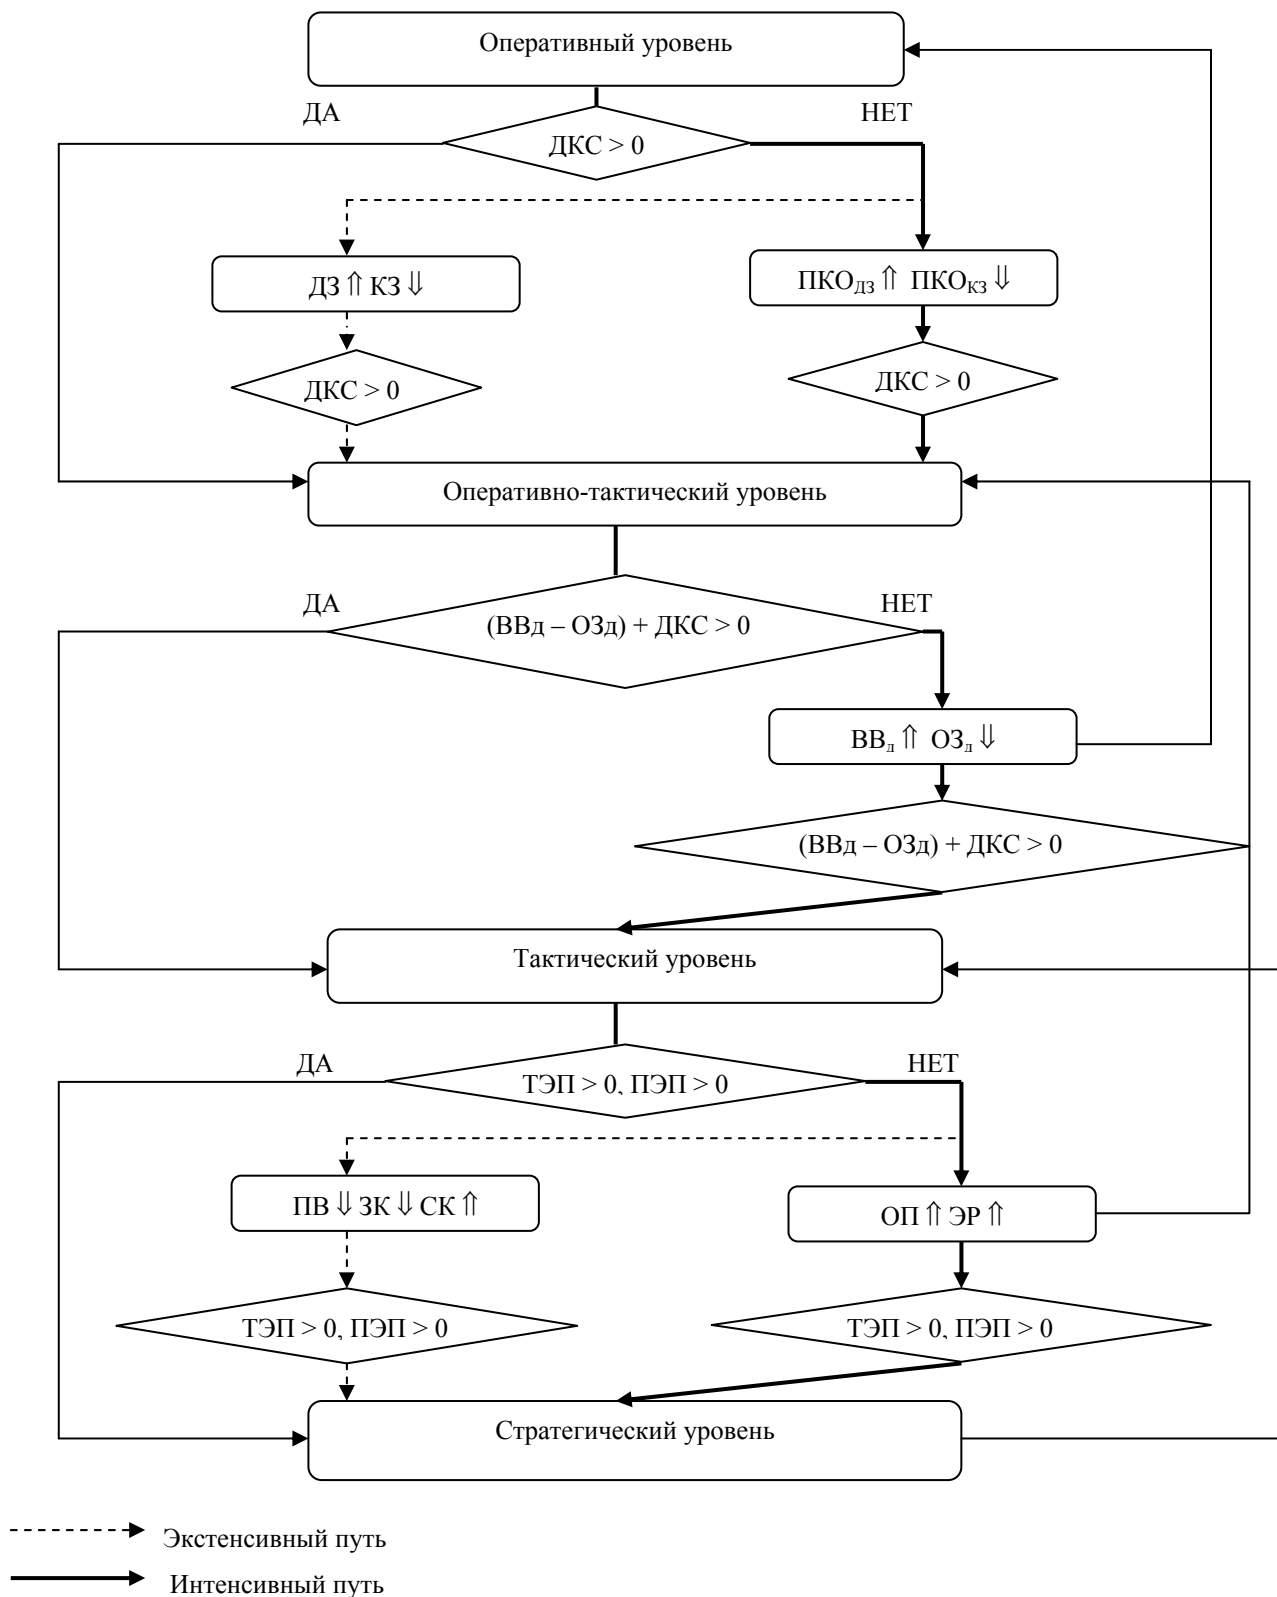 Оперативный уровень
ДА
НЕТ
ДКС > 0
ДЗ ⇑ КЗ ⇓
ПКОДЗ ⇑ ПКОКЗ ⇓
ДКС > 0
ДКС > 0
Оперативно-тактический уровень
ДА
НЕТ
(ВВд – ОЗд) + ДКС > 0
ВВд ⇑ ОЗд ⇓
(ВВд – ОЗд) + ДКС > 0
Тактический уровень
ДА
НЕТ
ТЭП > 0, ПЭП > 0
ПВ ⇓ ЗК ⇓ СК ⇑
ОП ⇑ ЭР ⇑
ТЭП > 0, ПЭП > 0
ТЭП > 0, ПЭП > 0
Стратегический уровень
Экстенсивный путь
Интенсивный путь